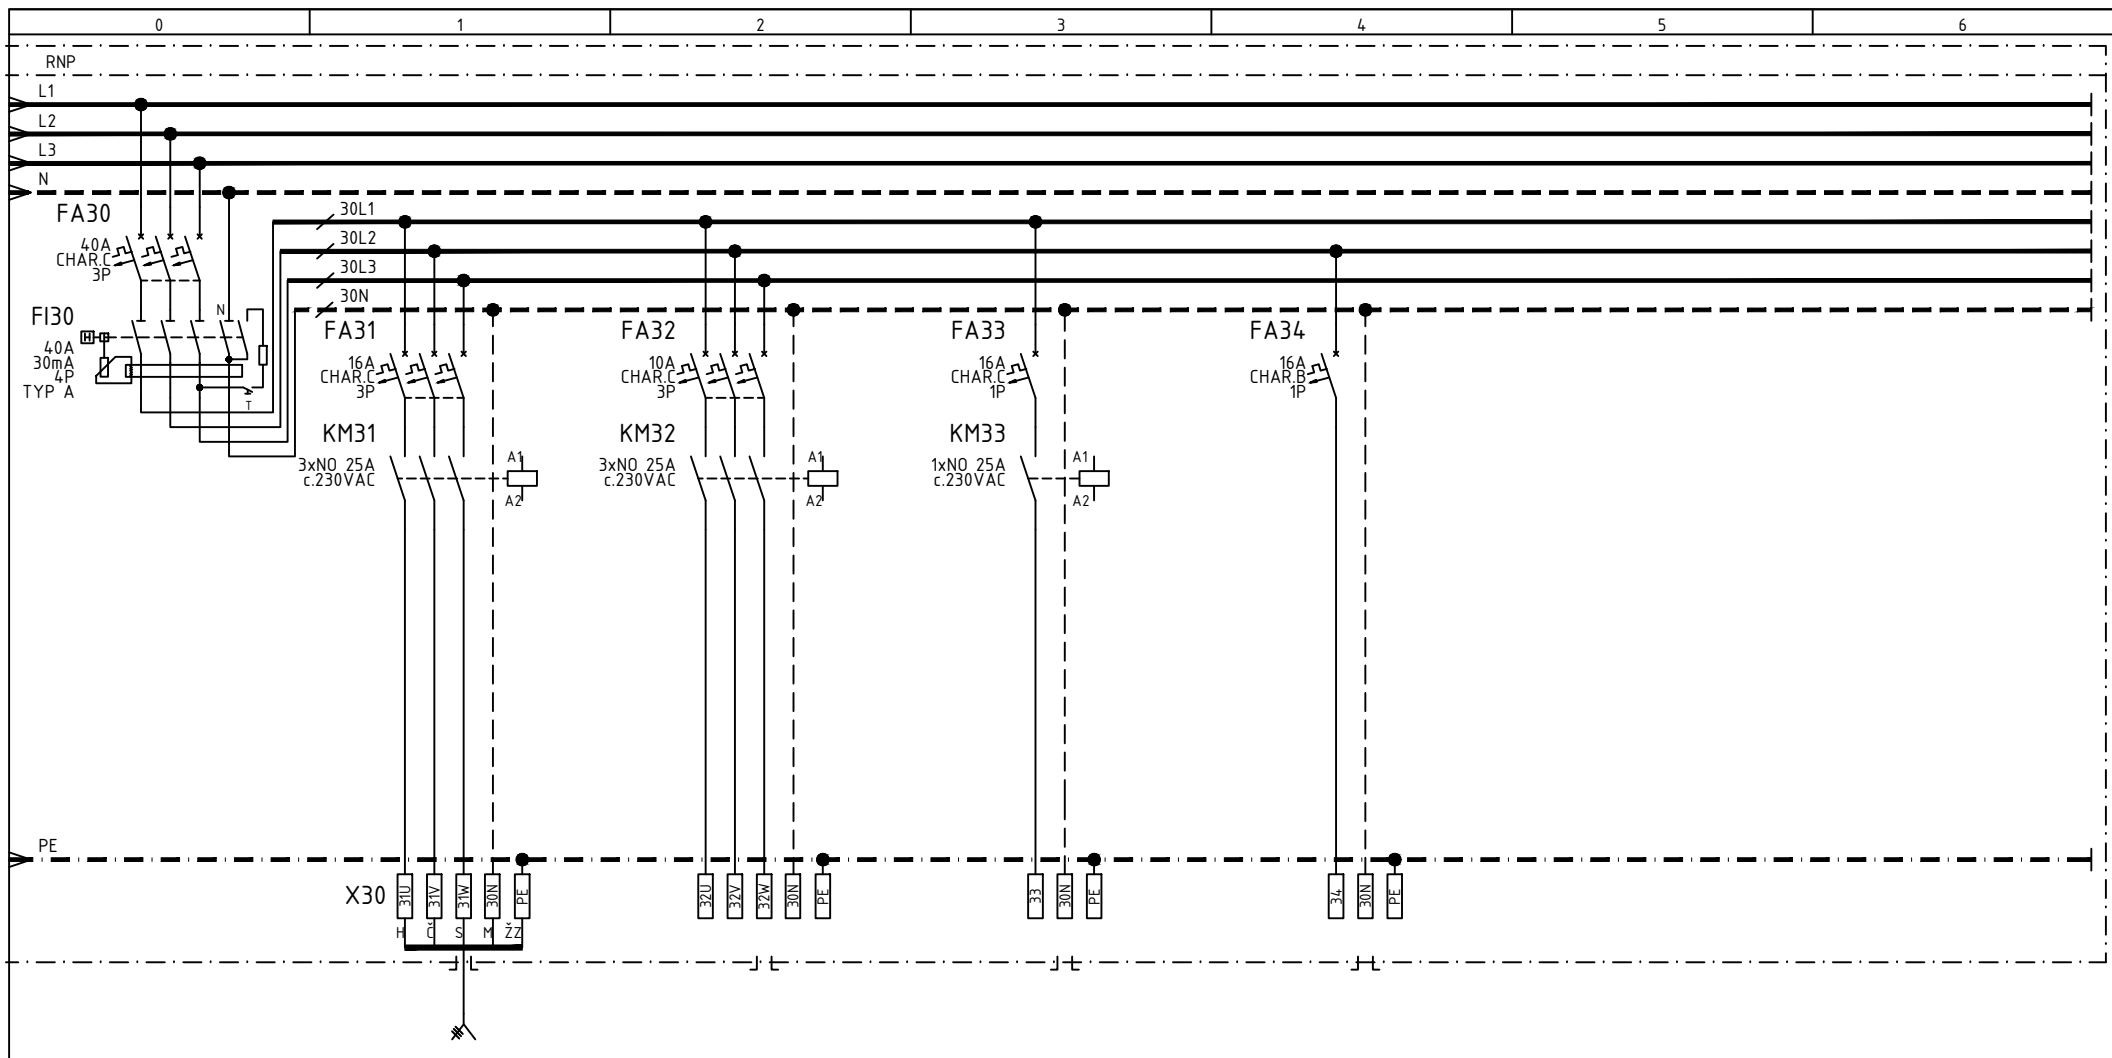 0 1 2 3 4 5 6
RNP
L1
L2
L3
N
FA30
40A
CHAR.C
3P
30L1
30L2
30L3
30N
N
FI30
H
40A
30mA
4P
TYP A
T
FA31
16A
CHAR.C
3P
FA32
10A
CHAR.C
3P
FA33
16A
CHAR.C
1P
FA34
16A
CHAR.B
1P
KM31
3xNO 25A
c.230VAC
A1
A2
KM32
3xNO 25A
c.230VAC
A1
A2
KM33
1xNO 25A
c.230VAC
A1
A2
PE
X30
31U 31V 31W 30N PE
32U 32V 32W 30N PE
33 30N PE
34 30N PE
H Č S M ŽZ